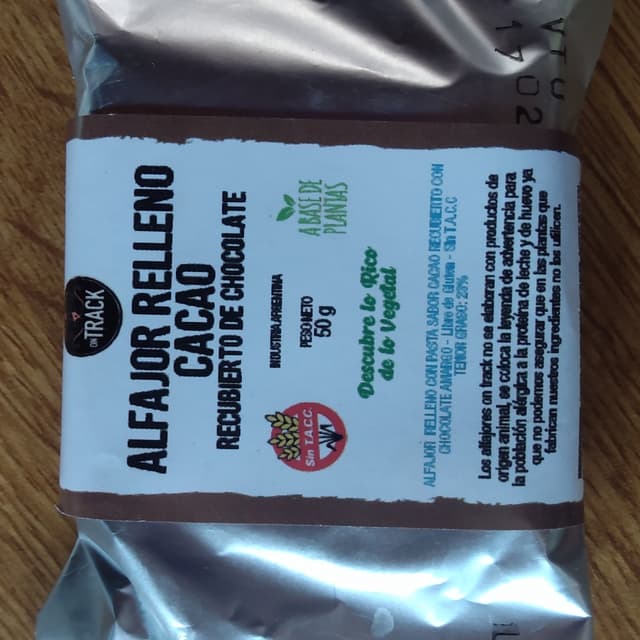 ON TRACK
ALFAJOR RELLENO
CACAO
RECUBIERTO DE CHOCOLATE
INDUSTRIA ARGENTINA
PESO NETO
50 g
Sin T.A.C.C.
A BASE DE
PLANTAS
Descubre lo Rico
de lo Vegetal
ALFAJOR RELLENO CON PASTA SABOR CACAO RECUBIERTO CON
CHOCOLATE AMARGO - Libre de Gluten - Sin T.A.C.C
TENOR GRASO: 28%
Los alfajores on track no se elaboran con productos de
origen animal, se coloca la leyenda de advertencia para
la población alérgica a la proteína de leche y de huevo ya
que no podemos asegurar que en las plantas que
fabrican nuestros ingredientes no las utilicen.
VTO
1702